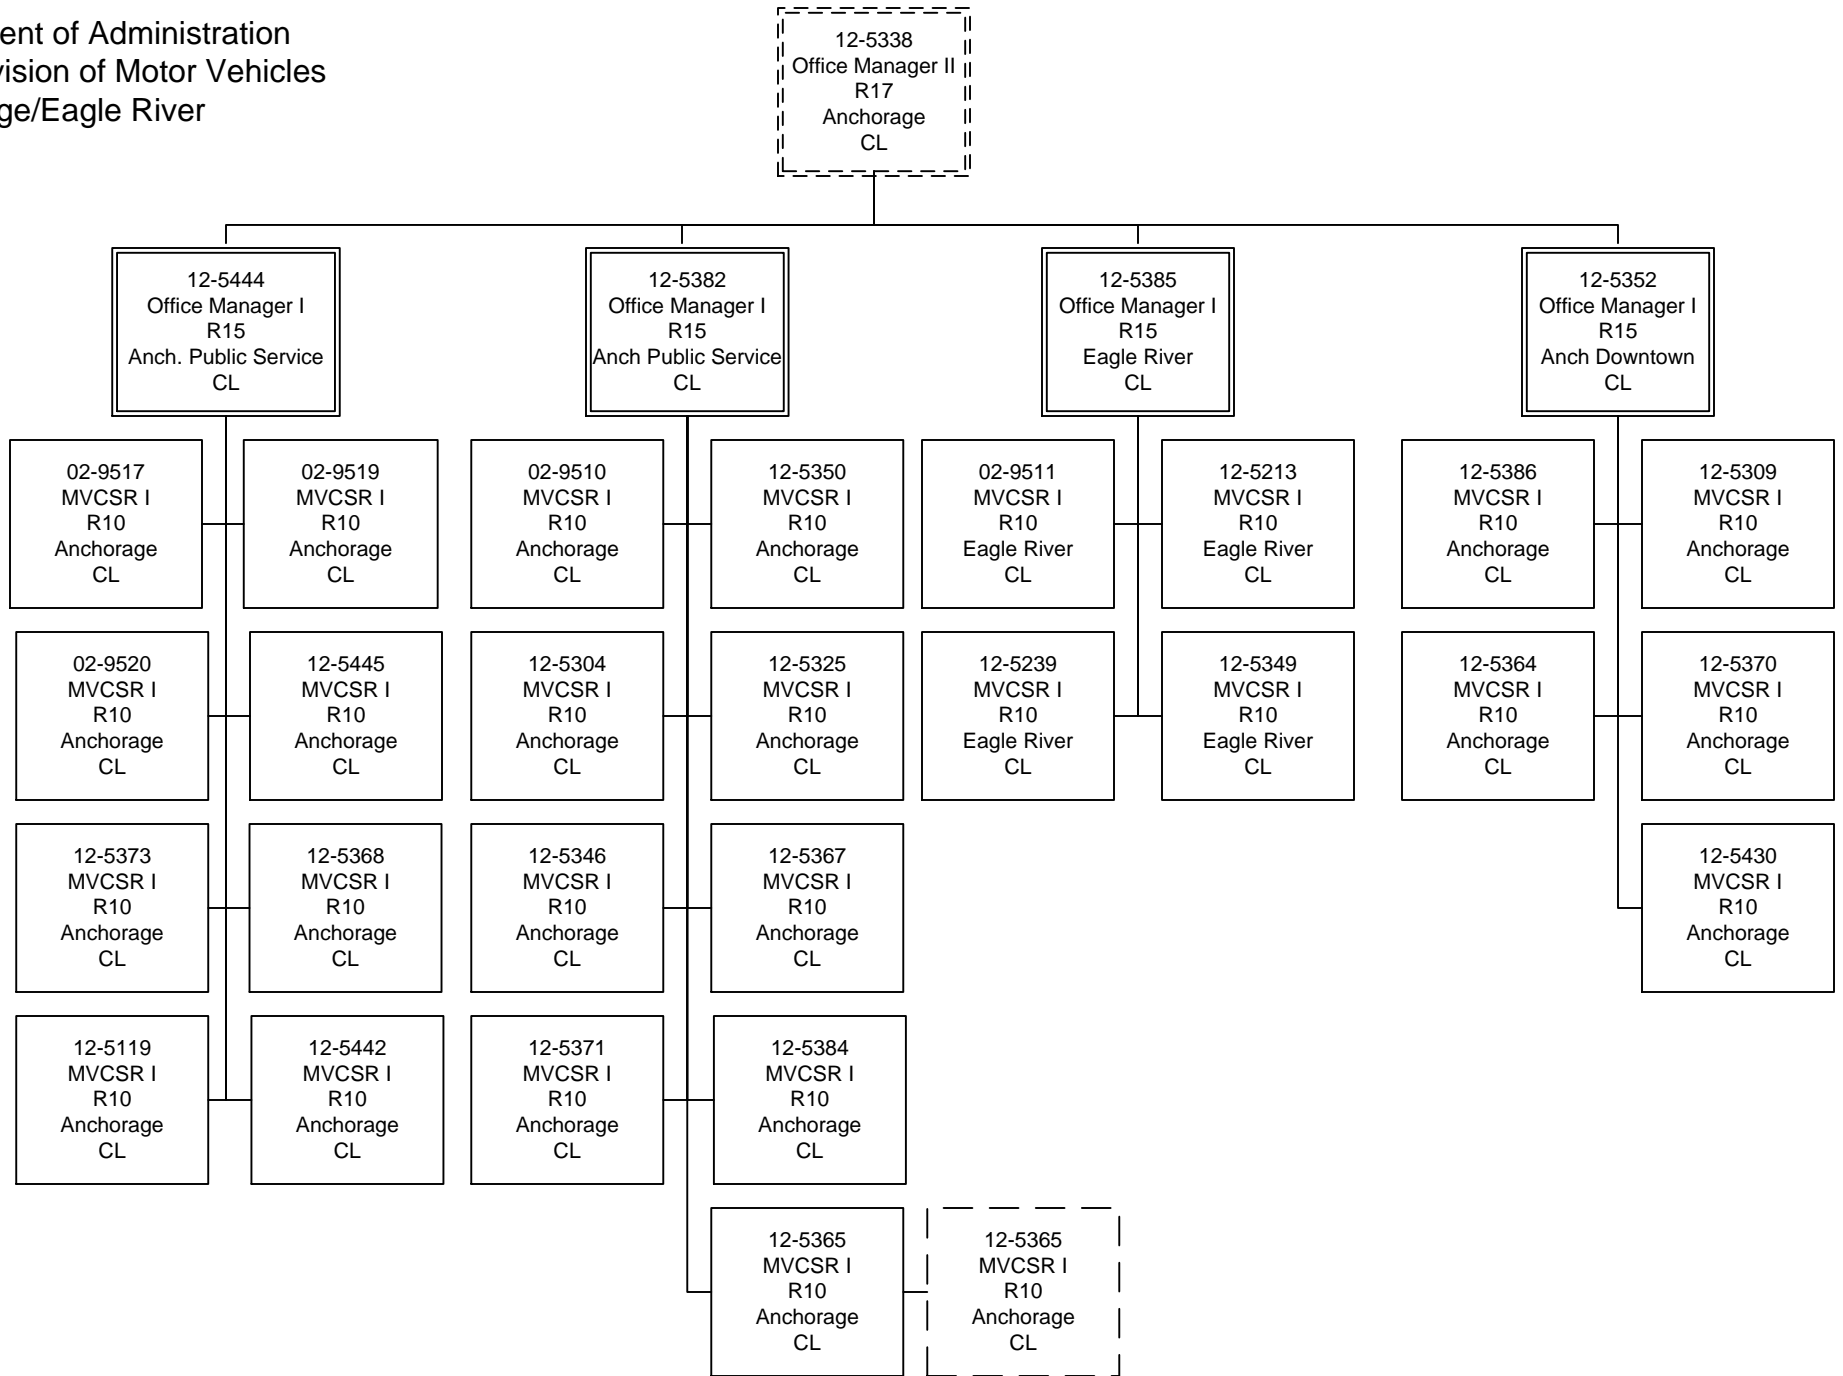 ent of Administration
vision of Motor Vehicles
ge/Eagle River
12-5338
Office Manager II
R17
Anchorage
CL
12-5444
Office Manager I
R15
Anch. Public Service
CL
12-5382
Office Manager I
R15
Anch Public Service
CL
12-5385
Office Manager I
R15
Eagle River
CL
12-5352
Office Manager I
R15
Anch Downtown
CL
02-9517
MVCSR I
R10
Anchorage
CL
02-9519
MVCSR I
R10
Anchorage
CL
02-9510
MVCSR I
R10
Anchorage
CL
12-5350
MVCSR I
R10
Anchorage
CL
02-9511
MVCSR I
R10
Eagle River
CL
12-5213
MVCSR I
R10
Eagle River
CL
12-5386
MVCSR I
R10
Anchorage
CL
12-5309
MVCSR I
R10
Anchorage
CL
02-9520
MVCSR I
R10
Anchorage
CL
12-5445
MVCSR I
R10
Anchorage
CL
12-5304
MVCSR I
R10
Anchorage
CL
12-5325
MVCSR I
R10
Anchorage
CL
12-5239
MVCSR I
R10
Eagle River
CL
12-5349
MVCSR I
R10
Eagle River
CL
12-5364
MVCSR I
R10
Anchorage
CL
12-5370
MVCSR I
R10
Anchorage
CL
12-5373
MVCSR I
R10
Anchorage
CL
12-5368
MVCSR I
R10
Anchorage
CL
12-5346
MVCSR I
R10
Anchorage
CL
12-5367
MVCSR I
R10
Anchorage
CL
12-5430
MVCSR I
R10
Anchorage
CL
12-5119
MVCSR I
R10
Anchorage
CL
12-5442
MVCSR I
R10
Anchorage
CL
12-5371
MVCSR I
R10
Anchorage
CL
12-5384
MVCSR I
R10
Anchorage
CL
12-5365
MVCSR I
R10
Anchorage
CL
12-5365
MVCSR I
R10
Anchorage
CL